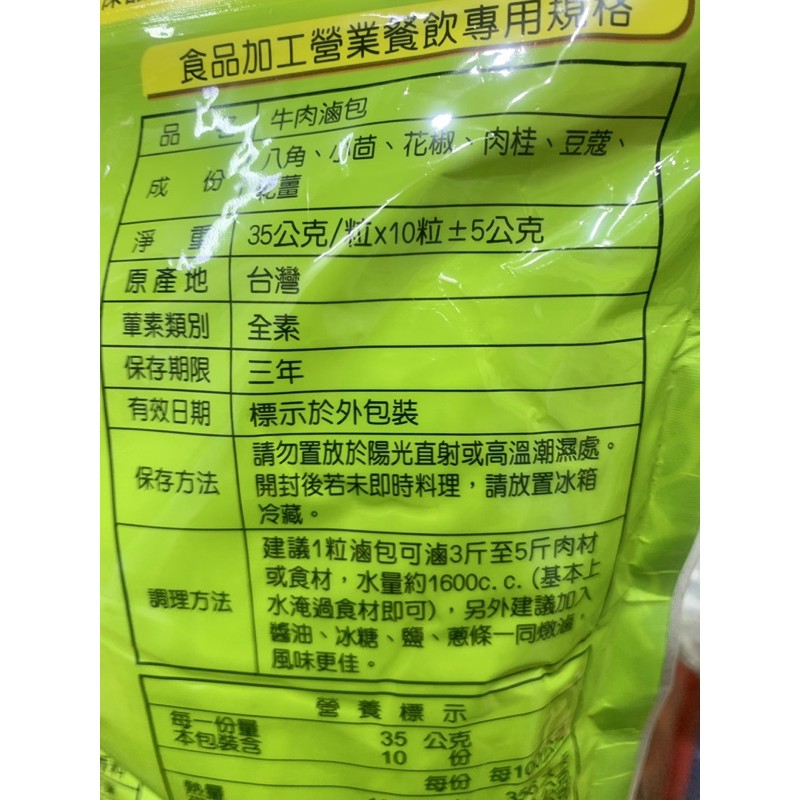 食品加工營業餐飲專用規格
品 牛肉滷包
成 份 八角、小茴、花椒、肉桂、豆蔻、
薑
淨 重 35公克/粒x10粒±5公克
原產地 台灣
葷素類別 全素
保存期限 三年
有效日期 標示於外包裝
保存方法 請勿置放於陽光直射或高溫潮濕處。
開封後若未即時料理，請放置冰箱
冷藏。
調理方法 建議1粒滷包可滷3斤至5斤肉材
或食材，水量約1600c.c.(基本上
水淹過食材即可)，另外建議加入
醬油、冰糖、鹽、蔥條一同燉滷，
風味更佳。
營養標示
每一份量 35 公克
本包裝含 10 份
每份 每100
熱量